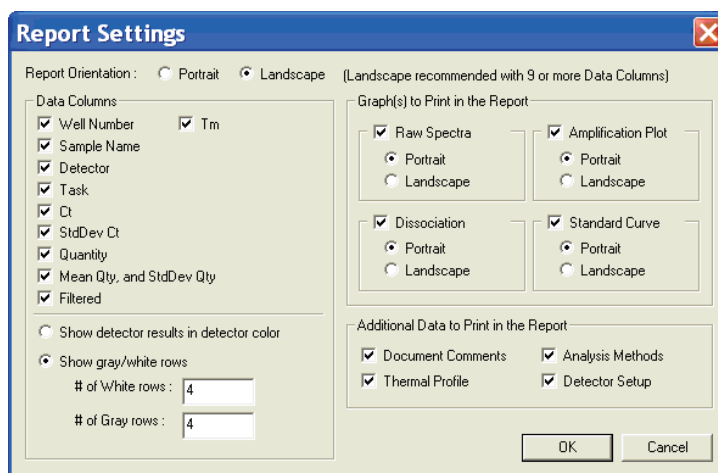 Report Settings
Report Orientation : Portrait Landscape (Landscape recommended with 9 or more Data Columns)
Data Columns
Well Number Tm
Sample Name
Detector
Task
Ct
StdDev Ct
Quantity
Mean Qty, and StdDev Qty
Filtered
Show detector results in detector color
Show gray/white rows
# of White rows : 4
# of Gray rows : 4
Graph(s) to Print in the Report
Raw Spectra
Portrait
Landscape
Amplification Plot
Portrait
Landscape
Dissociation
Portrait
Landscape
Standard Curve
Portrait
Landscape
Additional Data to Print in the Report
Document Comments Analysis Methods
Thermal Profile Detector Setup
OK Cancel